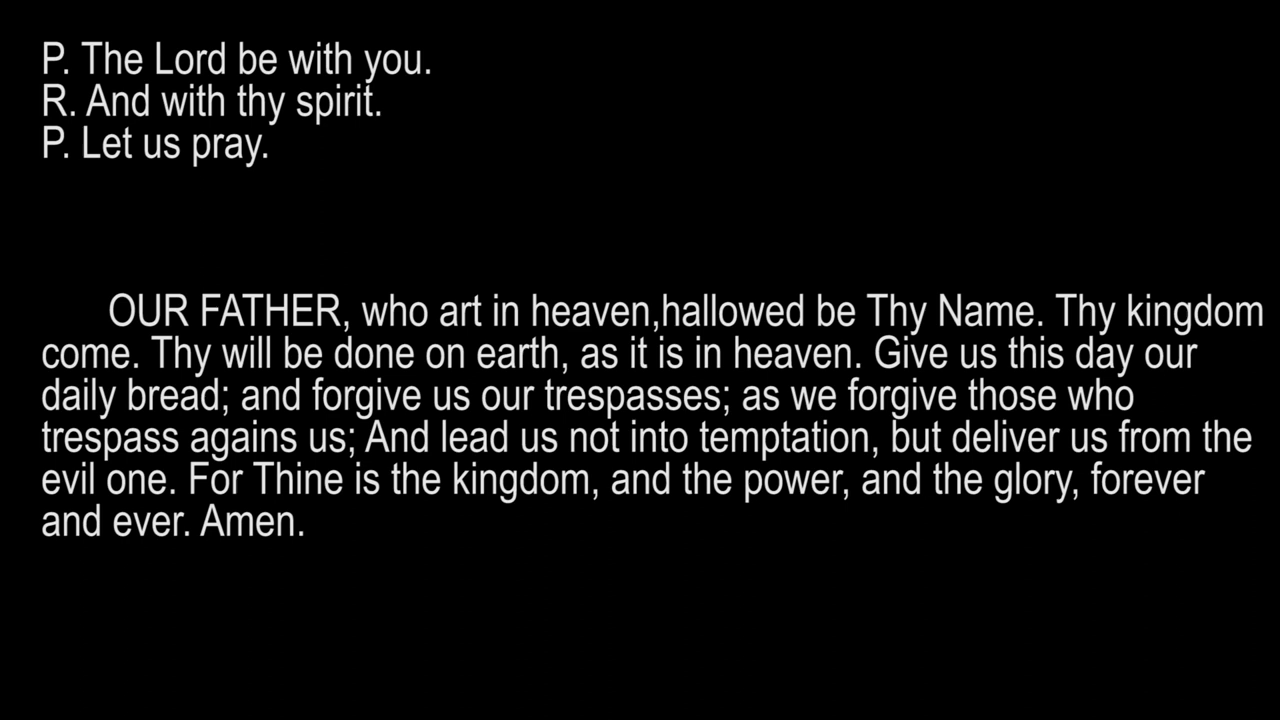 P. The Lord be with you.
R. And with thy spirit.
P. Let us pray.
OUR FATHER, who art in heaven,hallowed be Thy Name. Thy kingdom
come. Thy will be done on earth, as it is in heaven. Give us this day our
daily bread; and forgive us our trespasses; as we forgive those who
trespass agains us; And lead us not into temptation, but deliver us from the
evil one. For Thine is the kingdom, and the power, and the glory, forever
and ever. Amen.